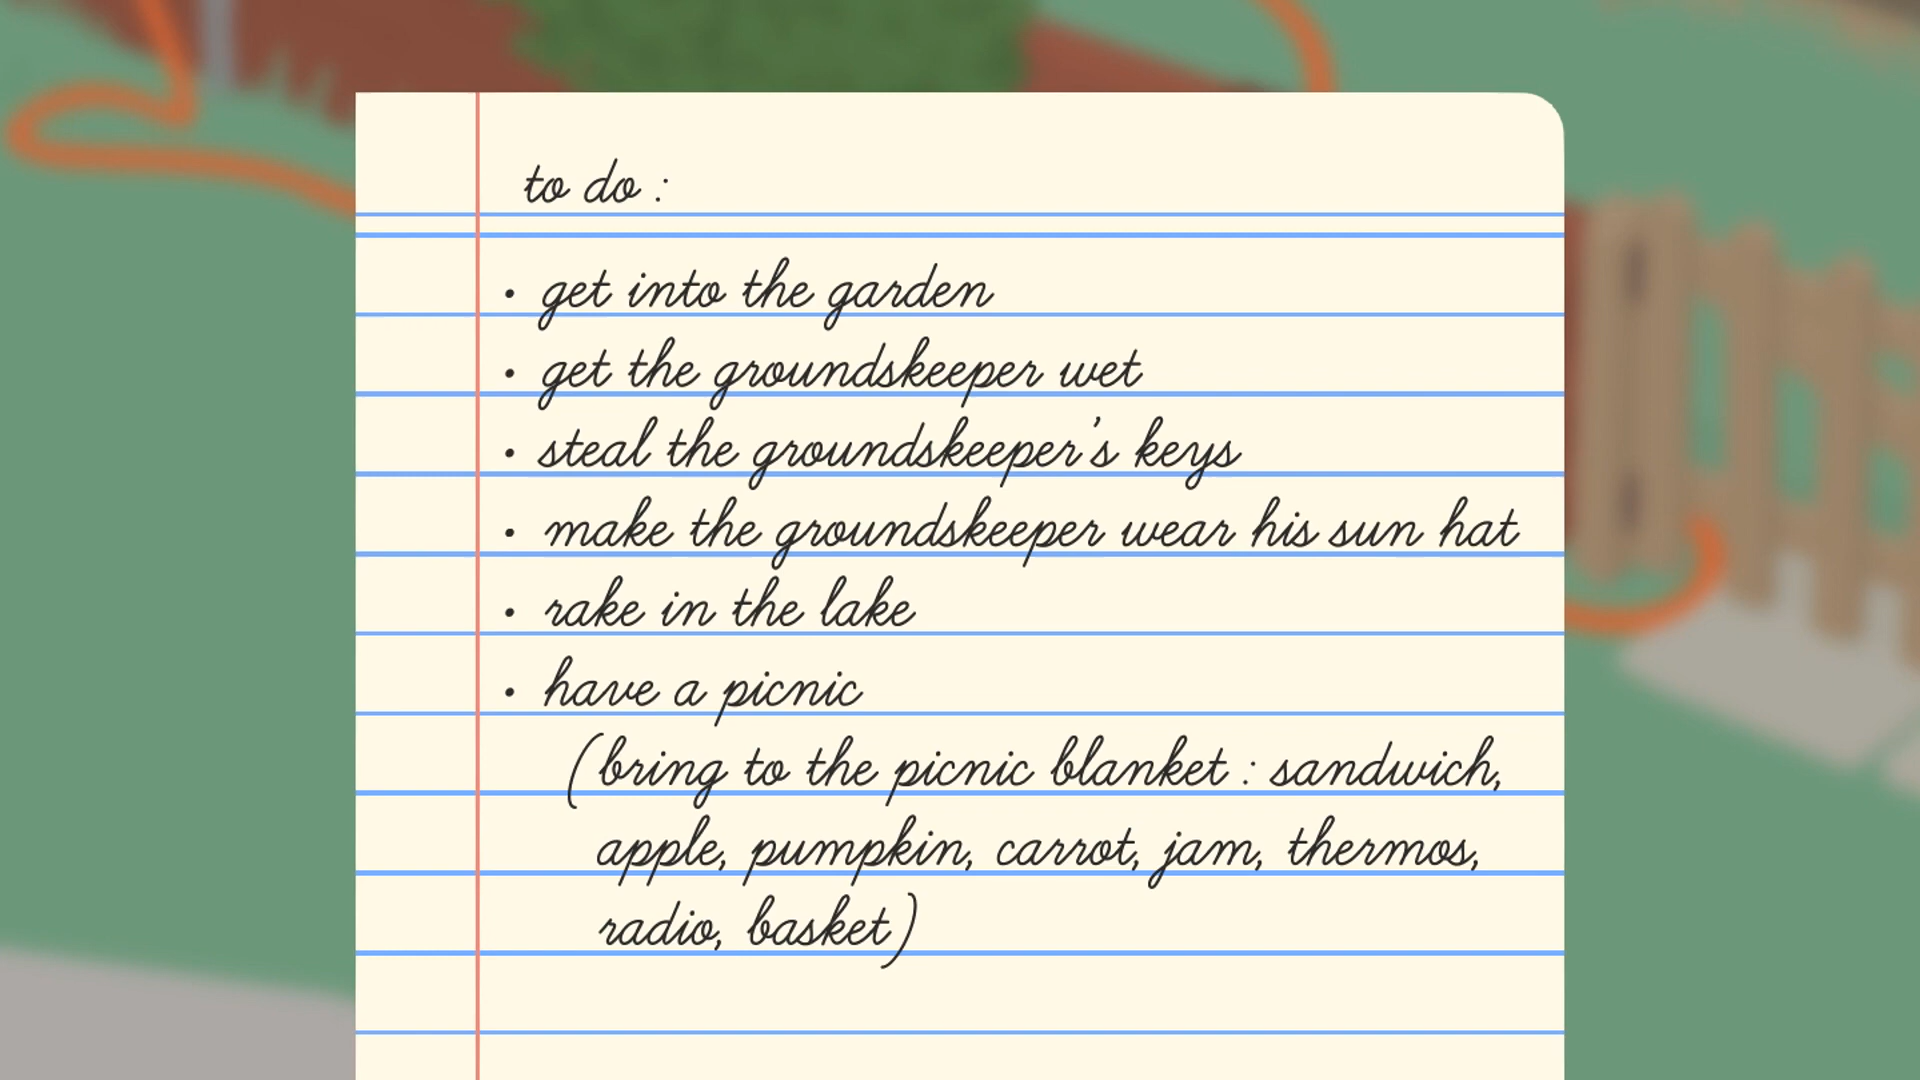 to do :
• get into the garden
• get the groundskeeper wet
• steal the groundskeeper's keys
• make the groundskeeper wear his sun hat
• rake in the lake
• have a picnic
(bring to the picnic blanket : sandwich,
apple, pumpkin, carrot, jam, thermos,
radio, basket)